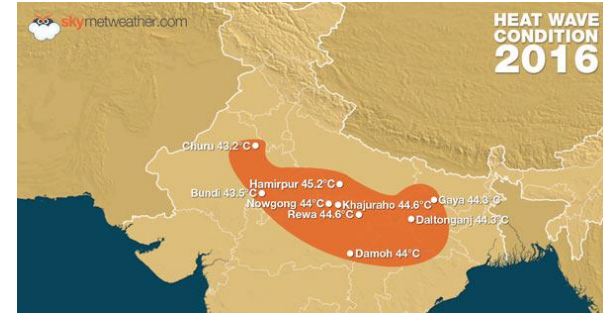 skymetweather.com
HEAT WAVE
CONDITION
2016
Churu 43.2°C
Hamirpur 45.2°C
Bundi 43.5°C
Nowgong 44°C
Khajuraho 44.6°C
Gaya 44.3°C
Rewa 44.6°C
Daltonganj 44.3°C
Damoh 44°C